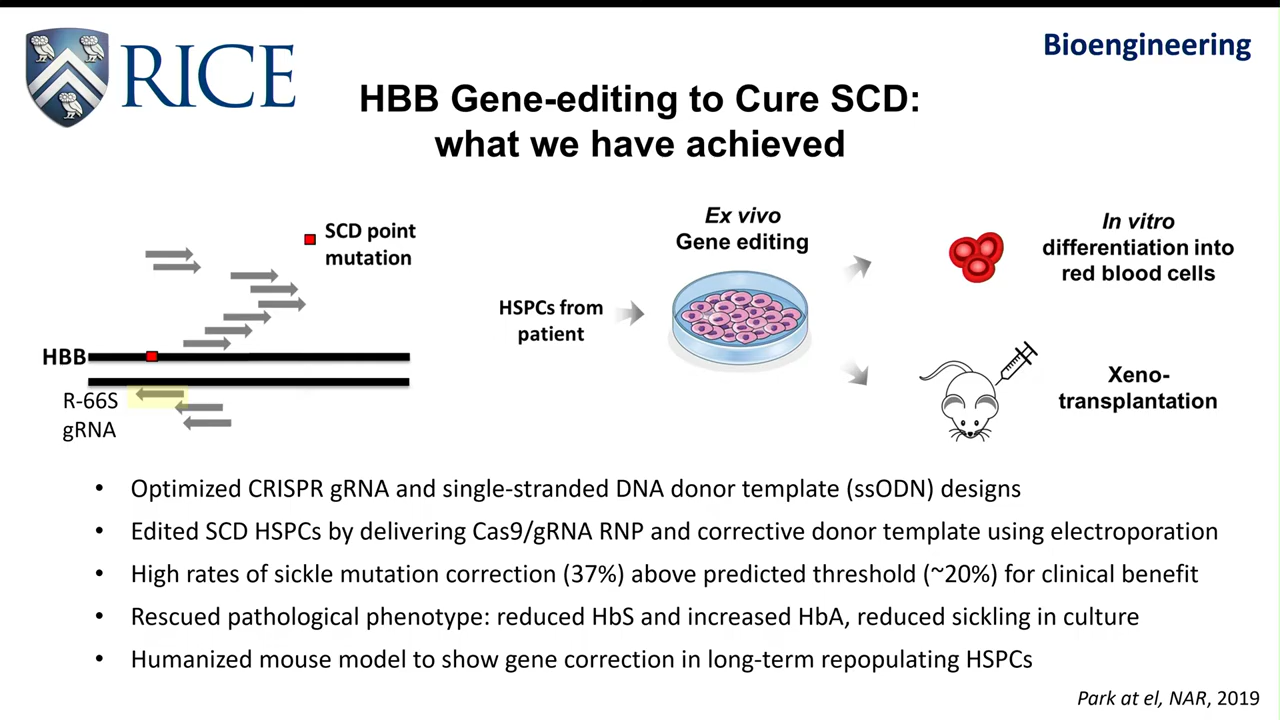 RICE
Bioengineering
HBB Gene-editing to Cure SCD:
what we have achieved
SCD point
mutation
HBB
R-66S
gRNA
HSPCs from
patient
Ex vivo
Gene editing
In vitro
differentiation into
red blood cells
Xeno-
transplantation
• Optimized CRISPR gRNA and single-stranded DNA donor template (ssODN) designs
• Edited SCD HSPCs by delivering Cas9/gRNA RNP and corrective donor template using electroporation
• High rates of sickle mutation correction (37%) above predicted threshold (~20%) for clinical benefit
• Rescued pathological phenotype: reduced HbS and increased HbA, reduced sickling in culture
• Humanized mouse model to show gene correction in long-term repopulating HSPCs
Park at el, NAR, 2019